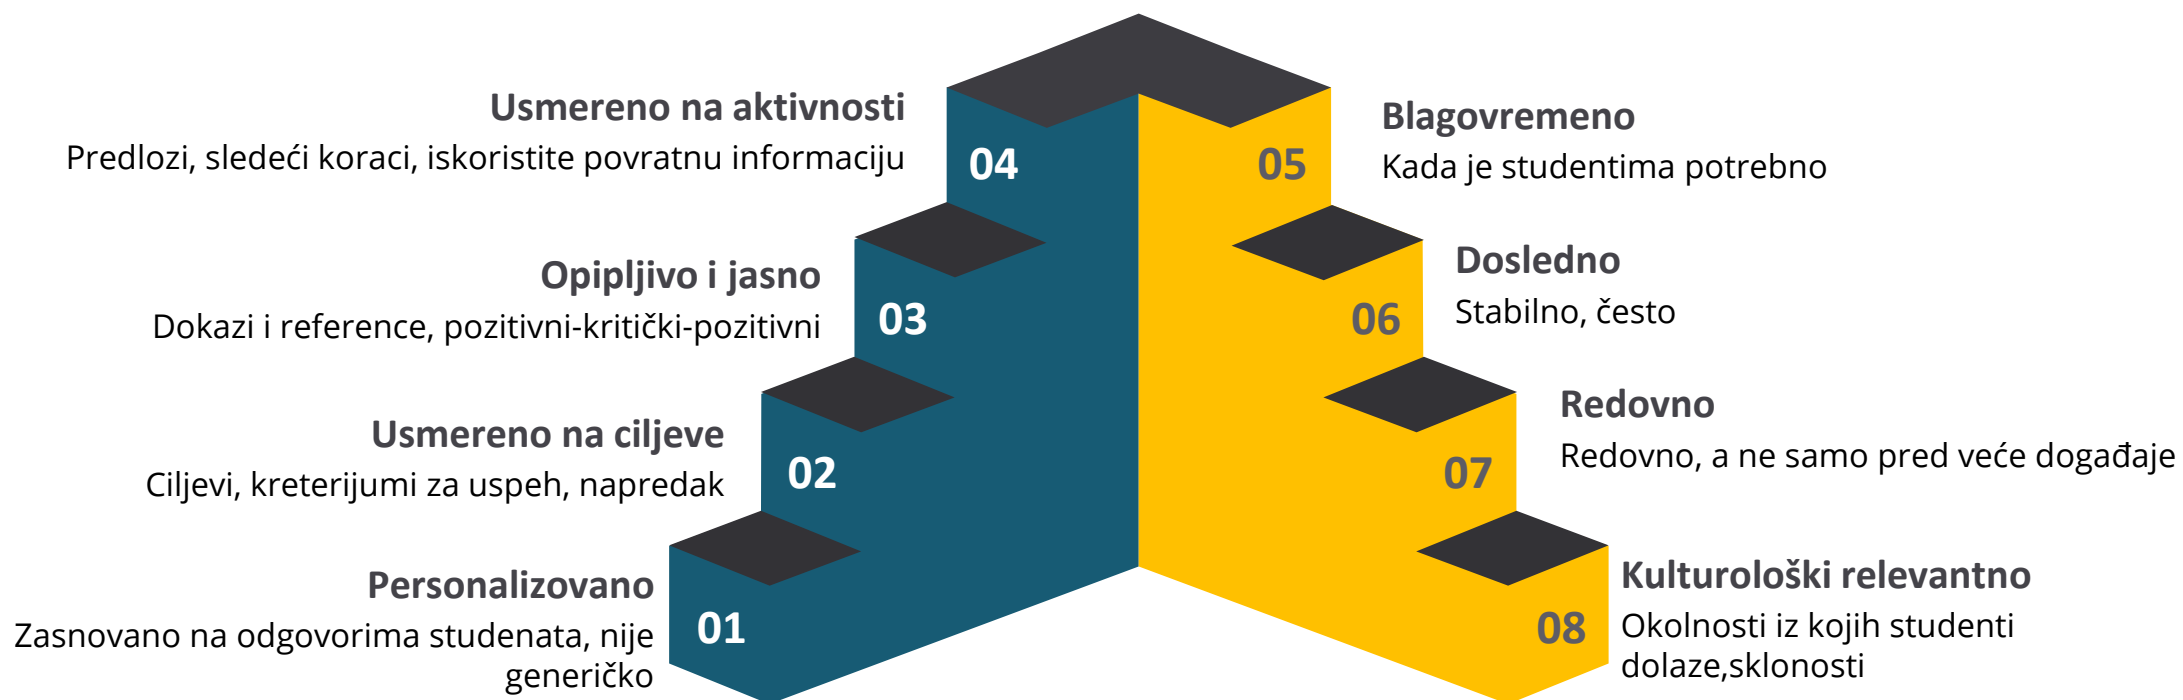 Usmereno na aktivnosti
Predlozi, sledeći koraci, iskoristite povratnu informaciju
04
Opipljivo i jasno
Dokazi i reference, pozitivni-kritički-pozitivni
03
Usmereno na ciljeve
Ciljevi, kreterijumi za uspeh, napredak
02
Personalizovano
Zasnovano na odgovorima studenata, nije
generičko
01
05
Blagovremeno
Kada je studentima potrebno
06
Dosledno
Stabilno, često
07
Redovno
Redovno, a ne samo pred veće događaje
08
Kulturološki relevantno
Okolnosti iz kojih studenti
dolaze,sklonosti